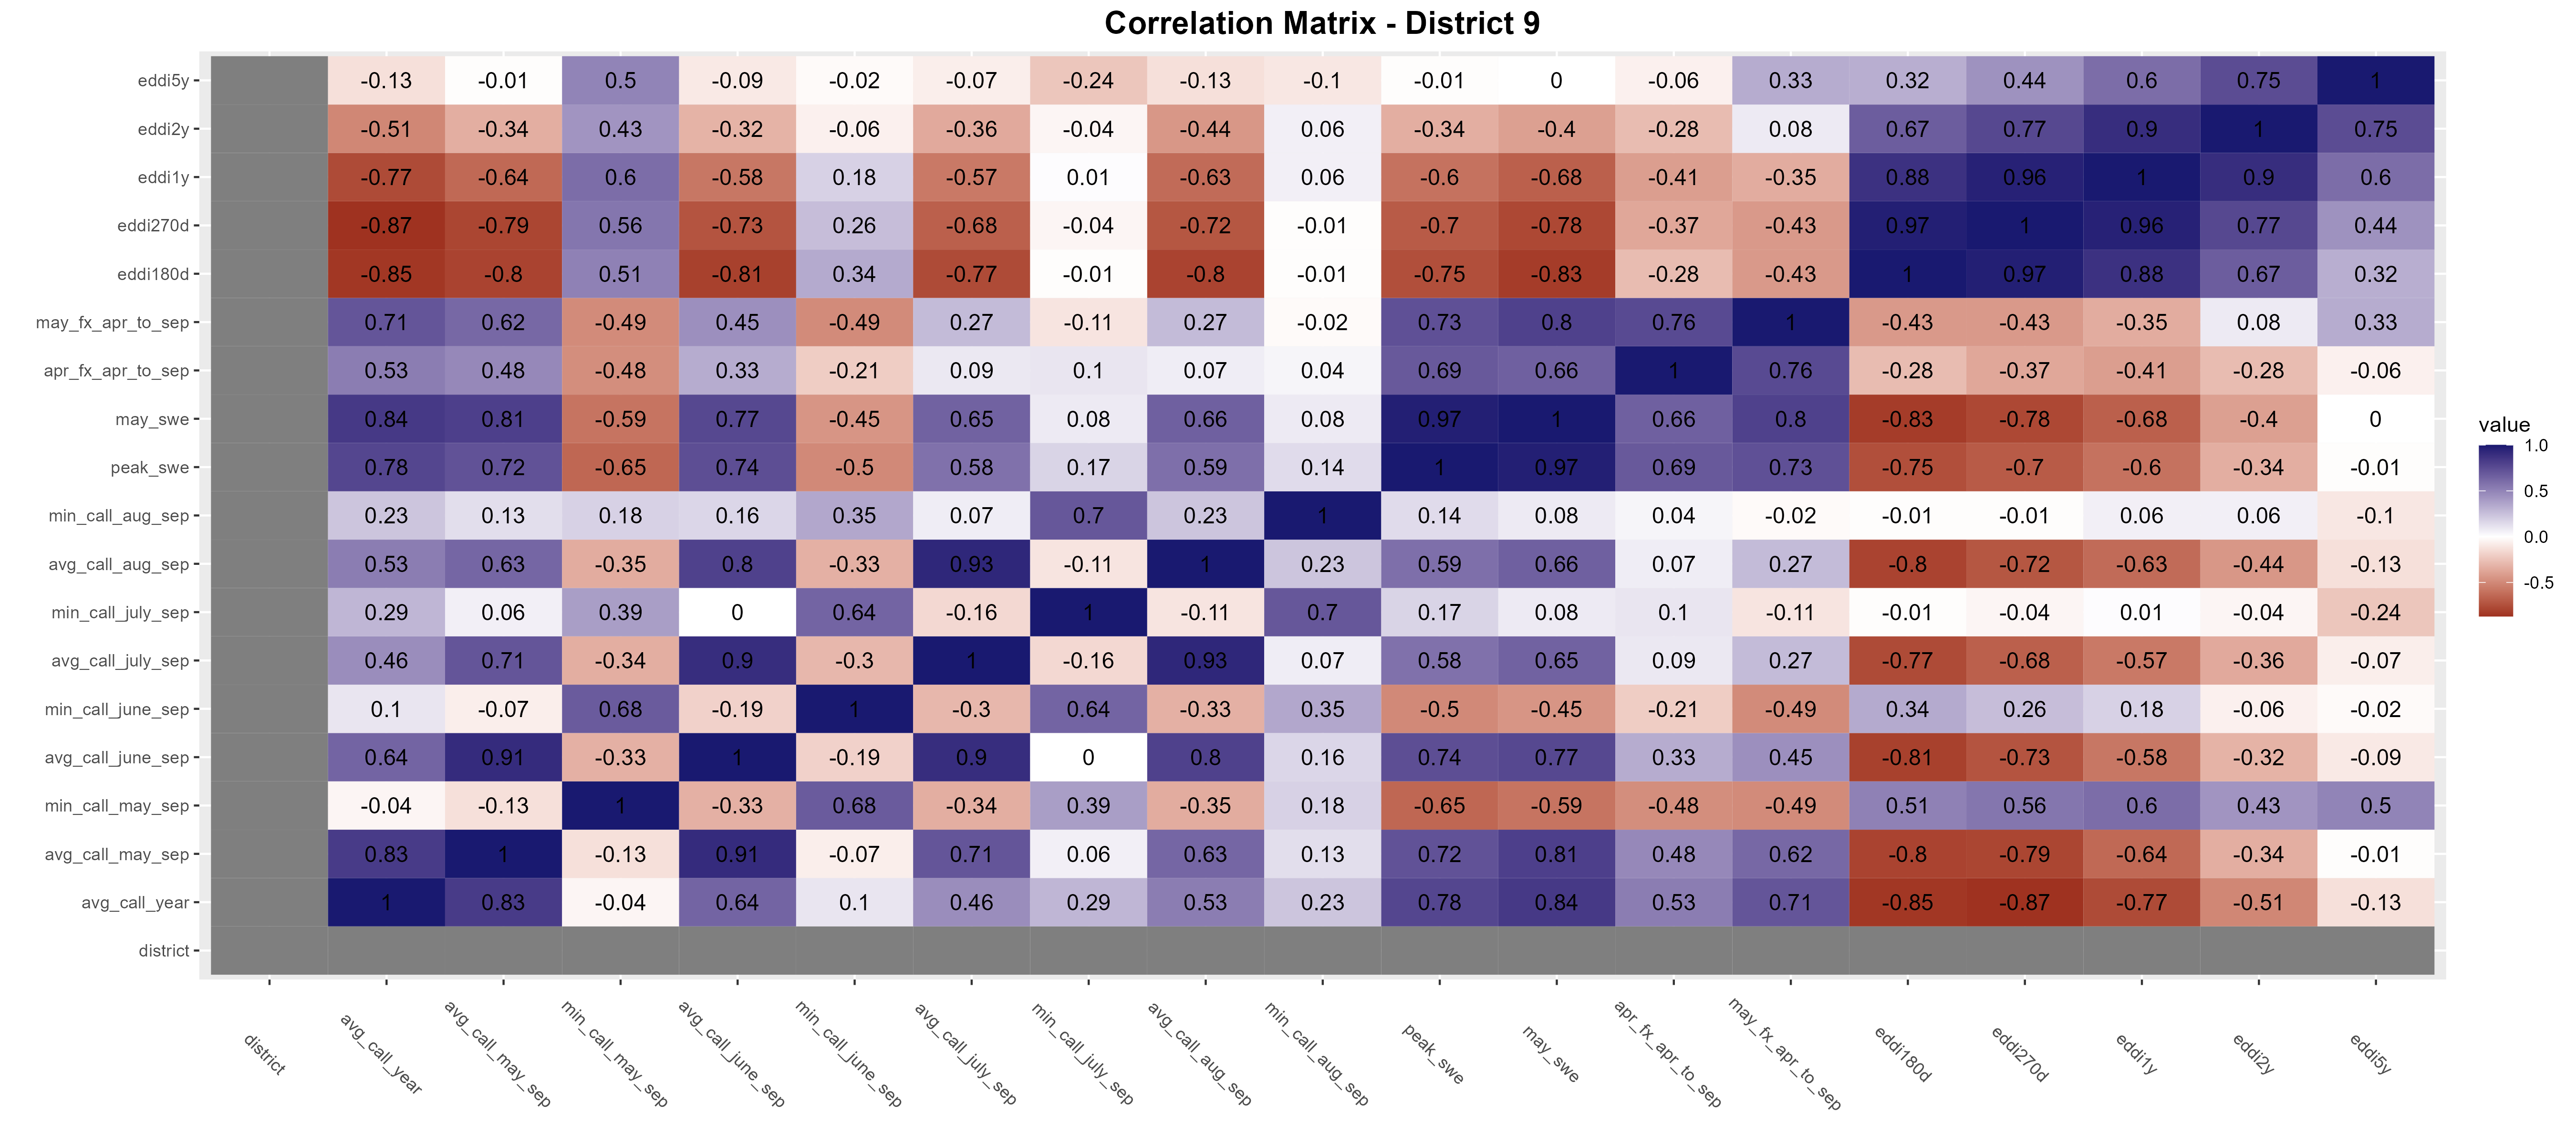 Correlation Matrix - District 9
eddi5y -0.13 -0.01 0.5 -0.09 -0.02 -0.07 -0.24 -0.13 -0.1 -0.01 0 -0.06 0.33 0.32 0.44 0.6 0.75 1
eddi2y -0.51 -0.34 0.43 -0.32 -0.06 -0.36 -0.04 -0.44 0.06 -0.34 -0.4 -0.28 0.08 0.67 0.77 0.9 1 0.75
eddi1y -0.77 -0.64 0.6 -0.58 0.18 -0.57 0.01 -0.63 0.06 -0.6 -0.68 -0.41 -0.35 0.88 0.96 1 0.9 0.6
eddi270d -0.87 -0.79 0.56 -0.73 0.26 -0.68 -0.04 -0.72 -0.01 -0.7 -0.78 -0.37 -0.43 0.97 1 0.96 0.77 0.44
eddi180d -0.85 -0.8 0.51 -0.81 0.34 -0.77 -0.01 -0.8 -0.01 -0.75 -0.83 -0.28 -0.43 1 0.97 0.88 0.67 0.32
may_fx_apr_to_sep 0.71 0.62 -0.49 0.45 -0.49 0.27 -0.11 0.27 -0.02 0.73 0.8 0.76 1 -0.43 -0.43 -0.35 0.08 0.33
apr_fx_apr_to_sep 0.53 0.48 -0.48 0.33 -0.21 0.09 0.1 0.07 0.04 0.69 0.66 1 0.76 -0.28 -0.37 -0.41 -0.28 -0.06
may_swe 0.84 0.81 -0.59 0.77 -0.45 0.65 0.08 0.66 0.08 0.97 1 0.66 0.8 -0.83 -0.78 -0.68 -0.4 0
peak_swe 0.78 0.72 -0.65 0.74 -0.5 0.58 0.17 0.59 0.14 1 0.97 0.69 0.73 -0.75 -0.7 -0.6 -0.34 -0.01
min_call_aug_sep 0.23 0.13 0.18 0.16 0.35 0.07 0.7 0.23 1 0.14 0.08 0.04 -0.02 -0.01 -0.01 0.06 0.06 -0.1
avg_call_aug_sep 0.53 0.63 -0.35 0.8 -0.33 0.93 -0.11 1 0.23 0.59 0.66 0.07 0.27 -0.8 -0.72 -0.63 -0.44 -0.13
min_call_july_sep 0.29 0.06 0.39 0 0.64 -0.16 1 -0.11 0.7 0.17 0.08 0.1 -0.11 -0.01 -0.04 0.01 -0.04 -0.24
avg_call_july_sep 0.46 0.71 -0.34 0.9 -0.3 1 -0.16 0.93 0.07 0.58 0.65 0.09 0.27 -0.77 -0.68 -0.57 -0.36 -0.07
min_call_june_sep 0.1 -0.07 0.68 -0.19 1 -0.3 0.64 -0.33 0.35 -0.5 -0.45 -0.21 -0.49 0.34 0.26 0.18 -0.06 -0.02
avg_call_june_sep 0.64 0.91 -0.33 1 -0.19 0.9 0 0.8 0.16 0.74 0.77 0.33 0.45 -0.81 -0.73 -0.58 -0.32 -0.09
min_call_may_sep -0.04 -0.13 1 -0.33 0.68 -0.34 0.39 -0.35 0.18 -0.65 -0.59 -0.48 -0.49 0.51 0.56 0.6 0.43 0.5
avg_call_may_sep 0.83 1 -0.13 0.91 -0.07 0.71 0.06 0.63 0.13 0.72 0.81 0.48 0.62 -0.8 -0.79 -0.64 -0.34 -0.01
avg_call_year 1 0.83 -0.04 0.64 0.1 0.46 0.29 0.53 0.23 0.78 0.84 0.53 0.71 -0.85 -0.87 -0.77 -0.51 -0.13
district
district avg_call_year avg_call_may_sep min_call_may_sep avg_call_june_sep min_call_june_sep avg_call_july_sep min_call_july_sep avg_call_aug_sep min_call_aug_sep peak_swe may_swe apr_fx_apr_to_sep may_fx_apr_to_sep eddi180d eddi270d eddi1y eddi2y eddi5y
value
1.0
0.5
0.0
-0.5